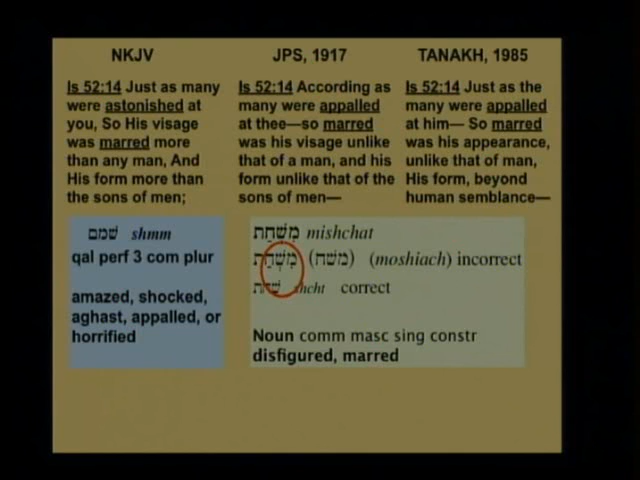 NKJV
Is 52:14 Just as many
were astonished at
you, So His visage
was marred more
than any man, And
His form more than
the sons of men;
JPS, 1917
Is 52:14 According as
many were appalled
at thee—so marred
was his visage unlike
that of a man, and his
form unlike that of the
sons of men—
TANAKH, 1985
Is 52:14 Just as the
many were appalled
at him— So marred
was his appearance,
unlike that of man,
His form, beyond
human semblance—
שׁמם shmm
qal perf 3 com plur
amazed, shocked,
aghast, appalled, or
horrified
מִשְׁחַת mishchat
מִשְׁחַת (משׁח) (moshiach) incorrect
שׁחת shcht correct
Noun comm masc sing constr
disfigured, marred